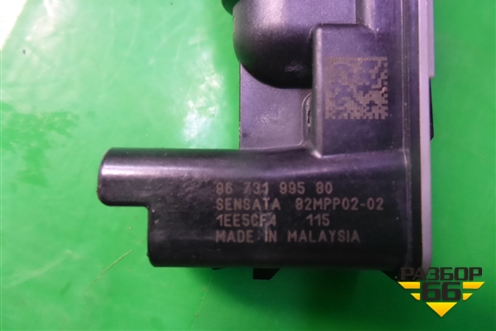 96 731 995 80
SENSATA 82MPP02-02
1EE5CF4 115
MADE IN MALAYSIA
РАЗБОР
66